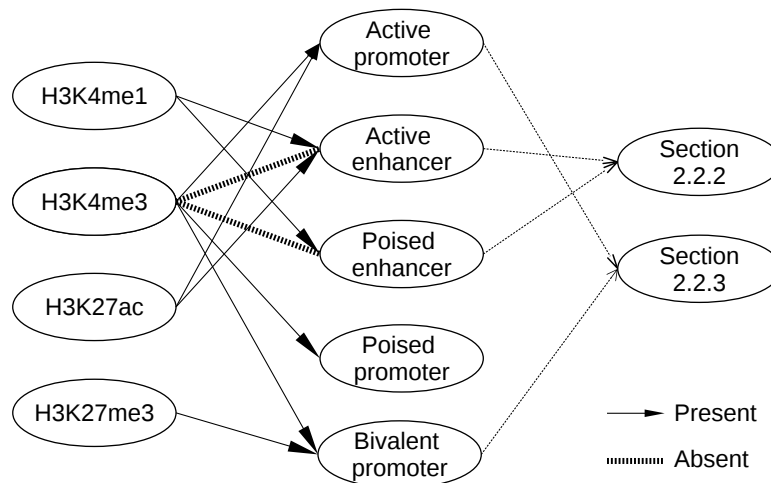 H3K4me1
H3K4me3
H3K27ac
H3K27me3
Active
promoter
Active
enhancer
Poised
enhancer
Poised
promoter
Bivalent
promoter
Section
2.2.2
Section
2.2.3
Present
Absent